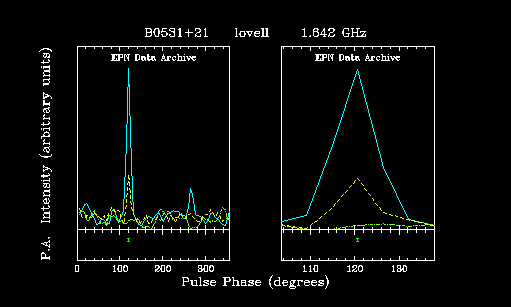 B0531+21 lovell 1.642 GHz
EPN Data Archive EPN Data Archive
P.A. Intensity (arbitrary units)
0 100 200 300 110 120 130
Pulse Phase (degrees)